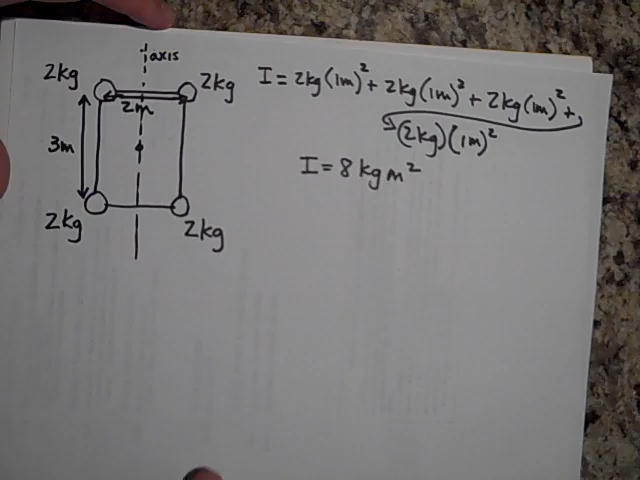 axis
2kg
2kg
2m
3m
2kg
2kg
I = 2kg(1m)² + 2kg(1m)² + 2kg(1m)² +
(2kg)(1m)²
I = 8 kg m²